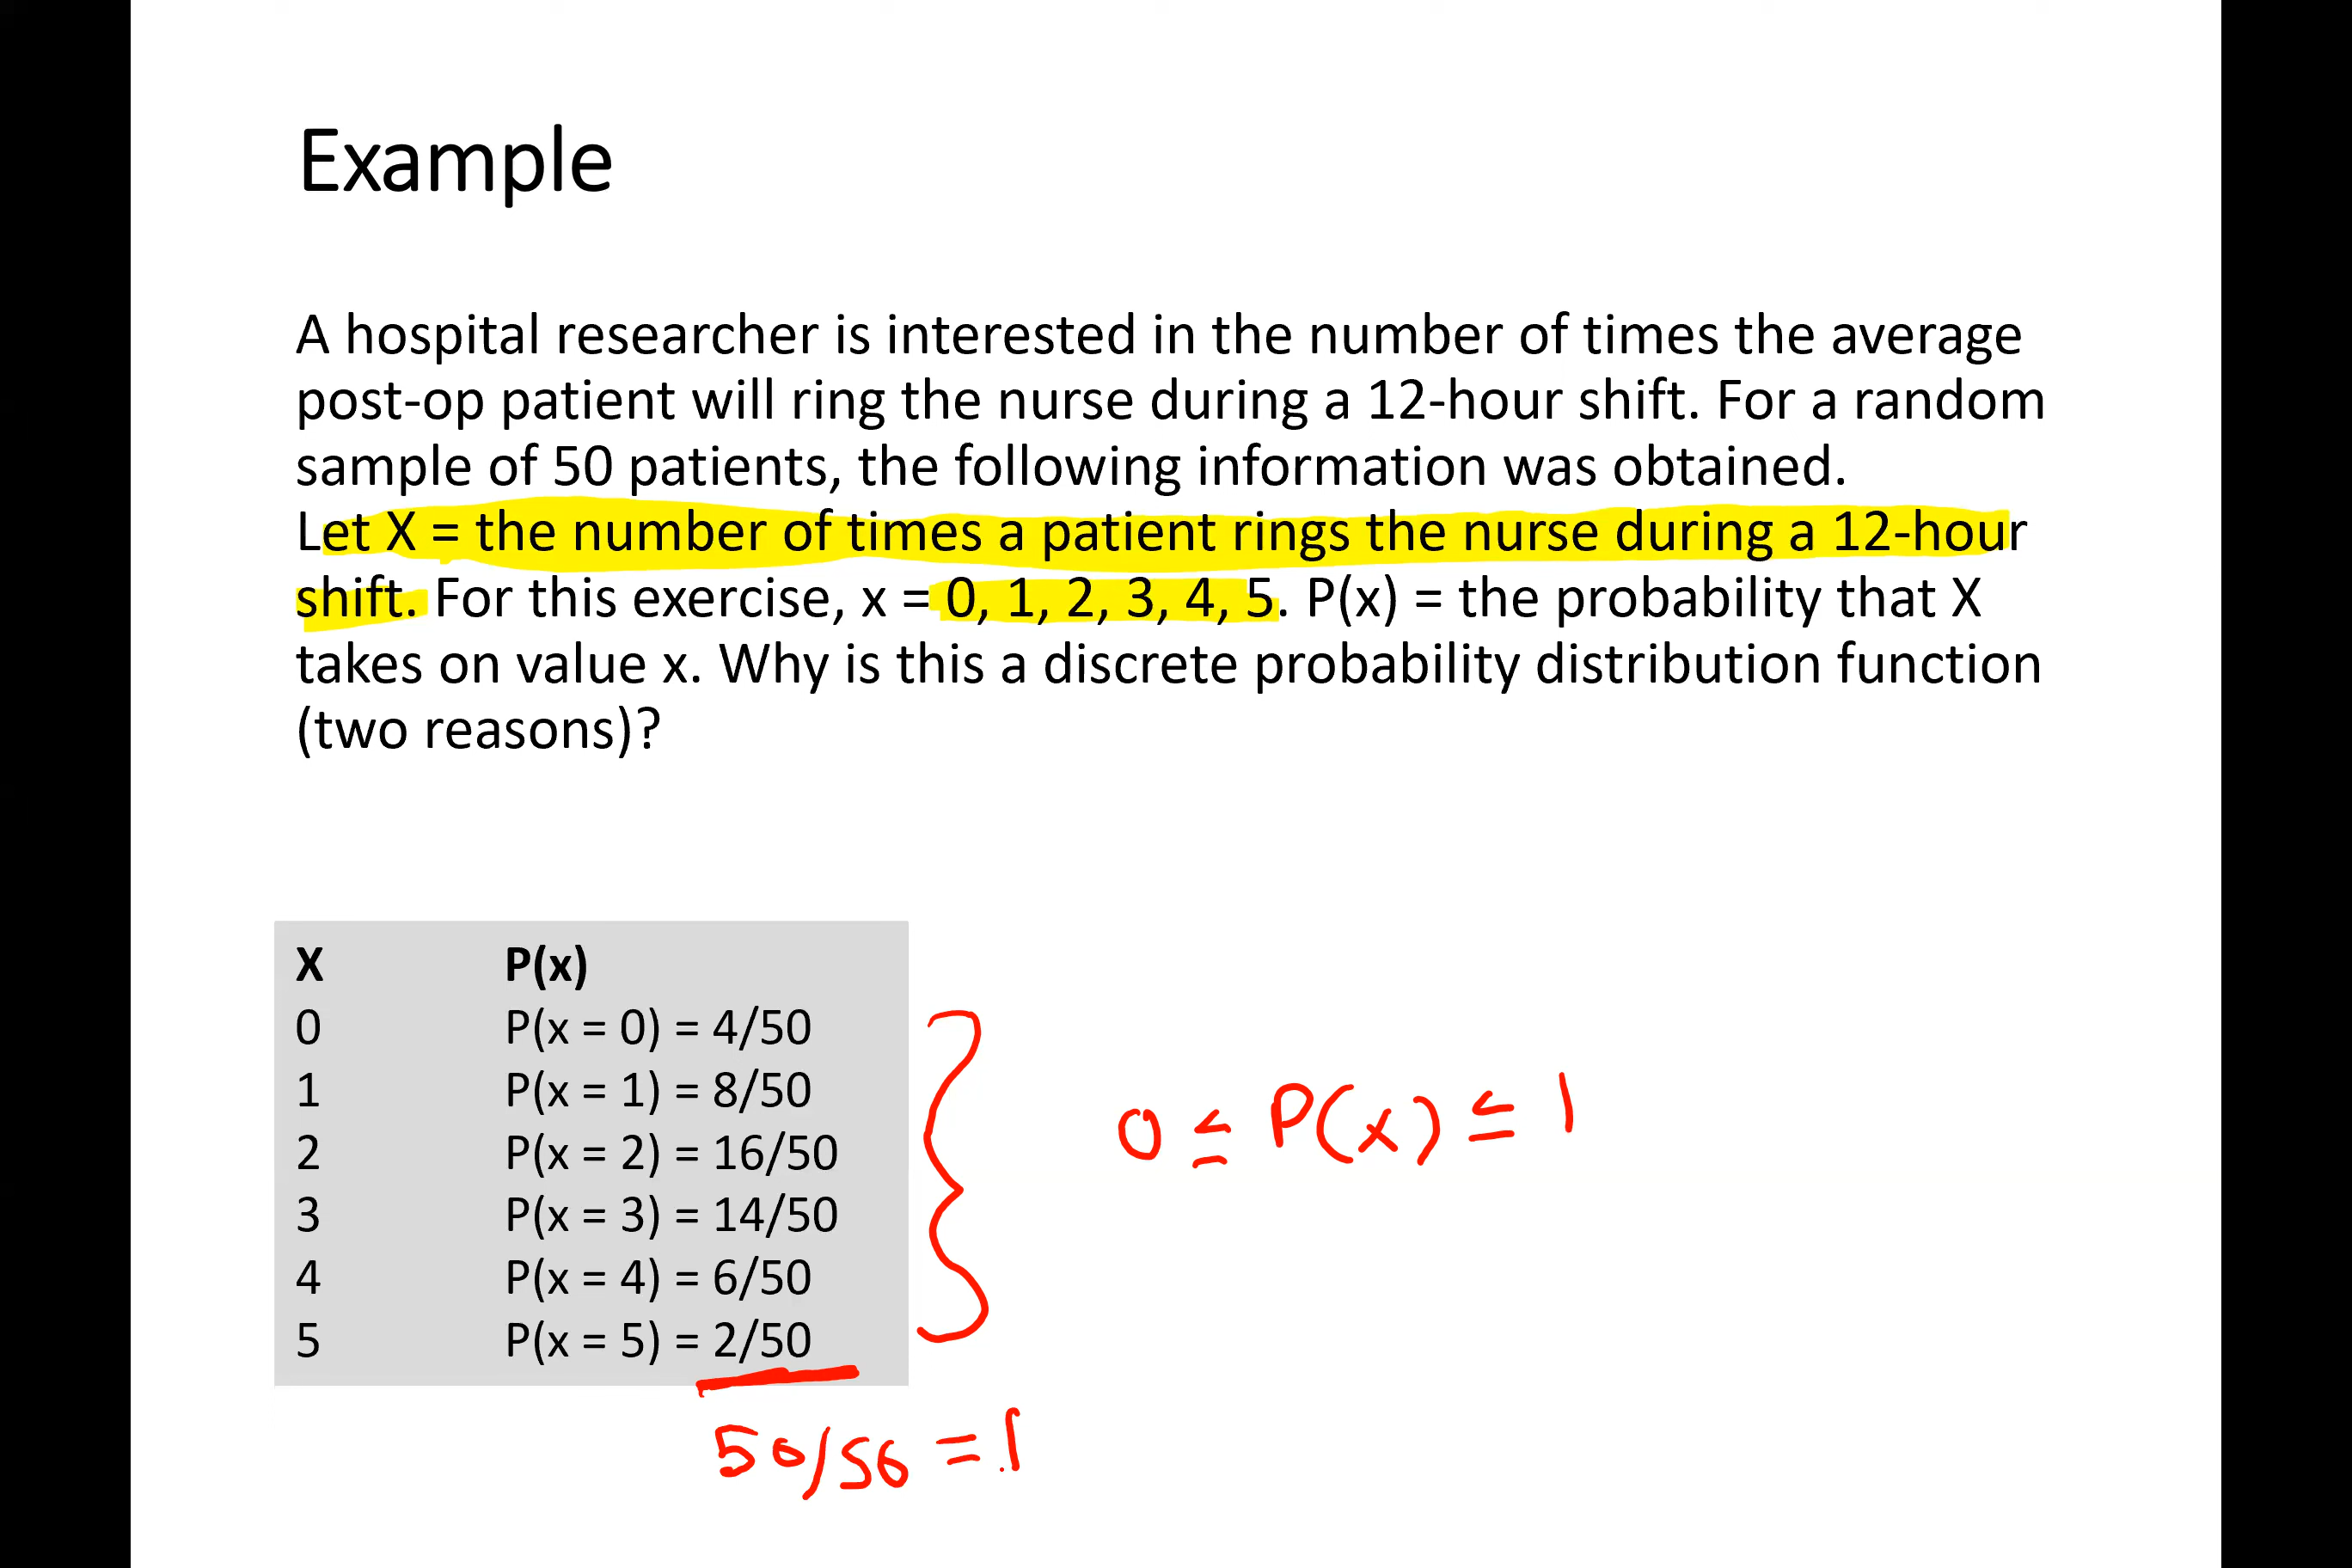 Example
A hospital researcher is interested in the number of times the average
post-op patient will ring the nurse during a 12-hour shift. For a random
sample of 50 patients, the following information was obtained.
Let X = the number of times a patient rings the nurse during a 12-hour
shift. For this exercise, x = 0, 1, 2, 3, 4, 5. P(x) = the probability that X
takes on value x. Why is this a discrete probability distribution function
(two reasons)?
X P(x)
0 P(x = 0) = 4/50
1 P(x = 1) = 8/50
2 P(x = 2) = 16/50
3 P(x = 3) = 14/50
4 P(x = 4) = 6/50
5 P(x = 5) = 2/50
0 ≤ P(x) ≤ 1
50/50 = 1